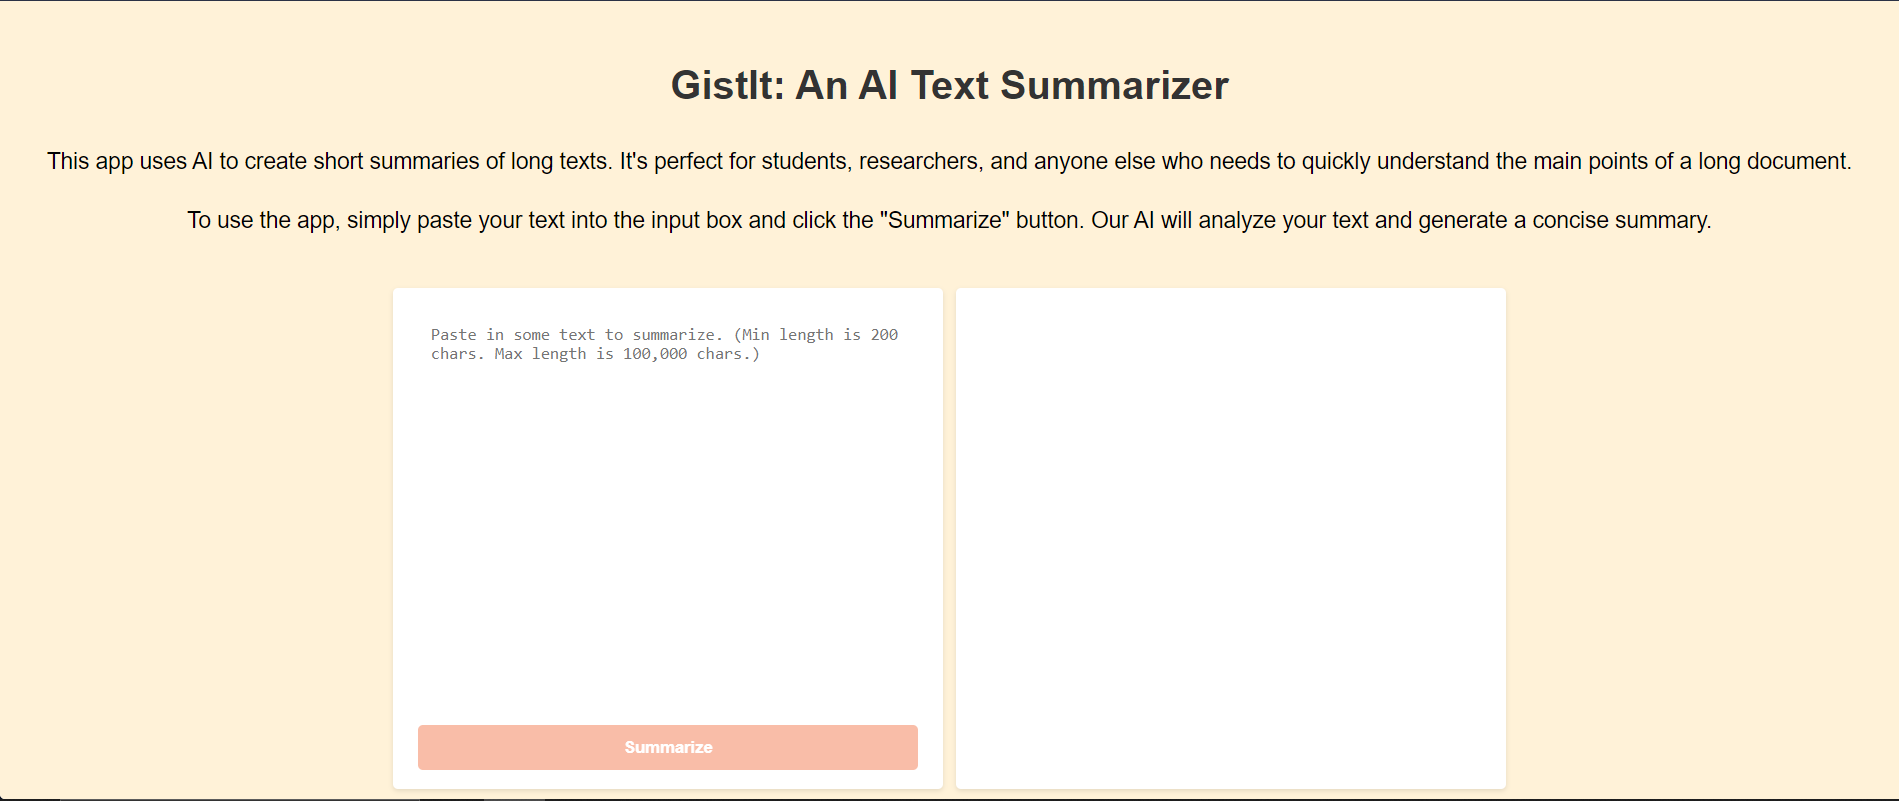 GistIt: An AI Text Summarizer
This app uses AI to create short summaries of long texts. It's perfect for students, researchers, and anyone else who needs to quickly understand the main points of a long document.
To use the app, simply paste your text into the input box and click the "Summarize" button. Our AI will analyze your text and generate a concise summary.
Paste in some text to summarize. (Min length is 200
chars. Max length is 100,000 chars.)
Summarize